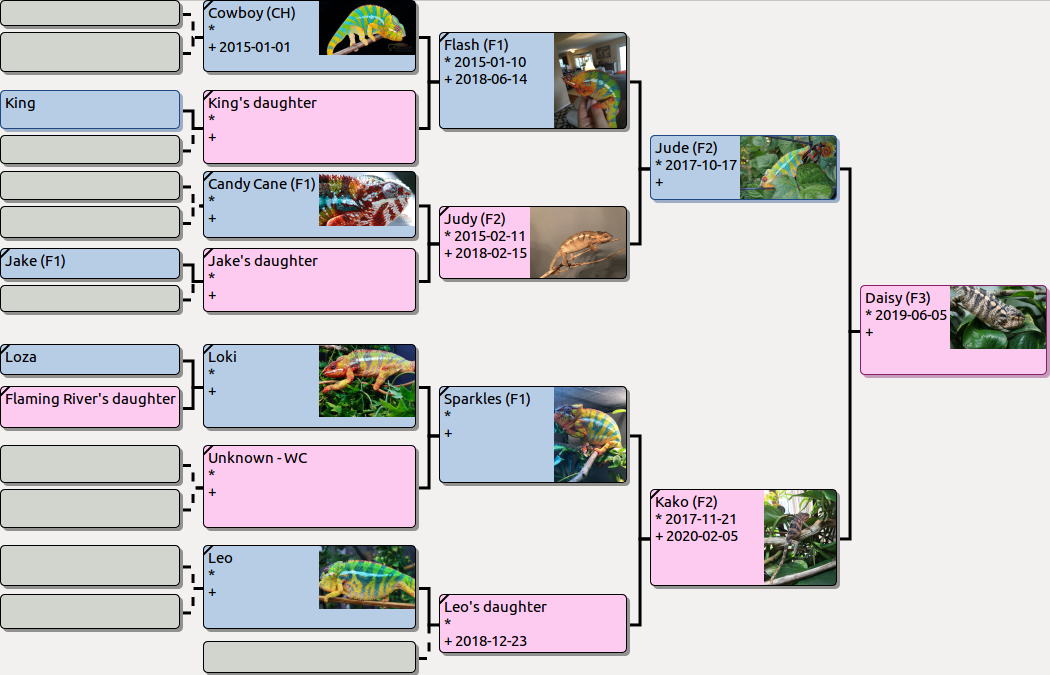 Cowboy (CH)
*
+ 2015-01-01
King
King's daughter
*
+
Candy Cane (F1)
*
+
Jake (F1)
Jake's daughter
*
+
Loza
Flaming River's daughter
Loki
*
+
Unknown - WC
*
+
Leo
*
+
Flash (F1)
* 2015-01-10
+ 2018-06-14
Judy (F2)
* 2015-02-11
+ 2018-02-15
Sparkles (F1)
*
+
Leo's daughter
*
+ 2018-12-23
Jude (F2)
* 2017-10-17
+
Kako (F2)
* 2017-11-21
+ 2020-02-05
Daisy (F3)
* 2019-06-05
+